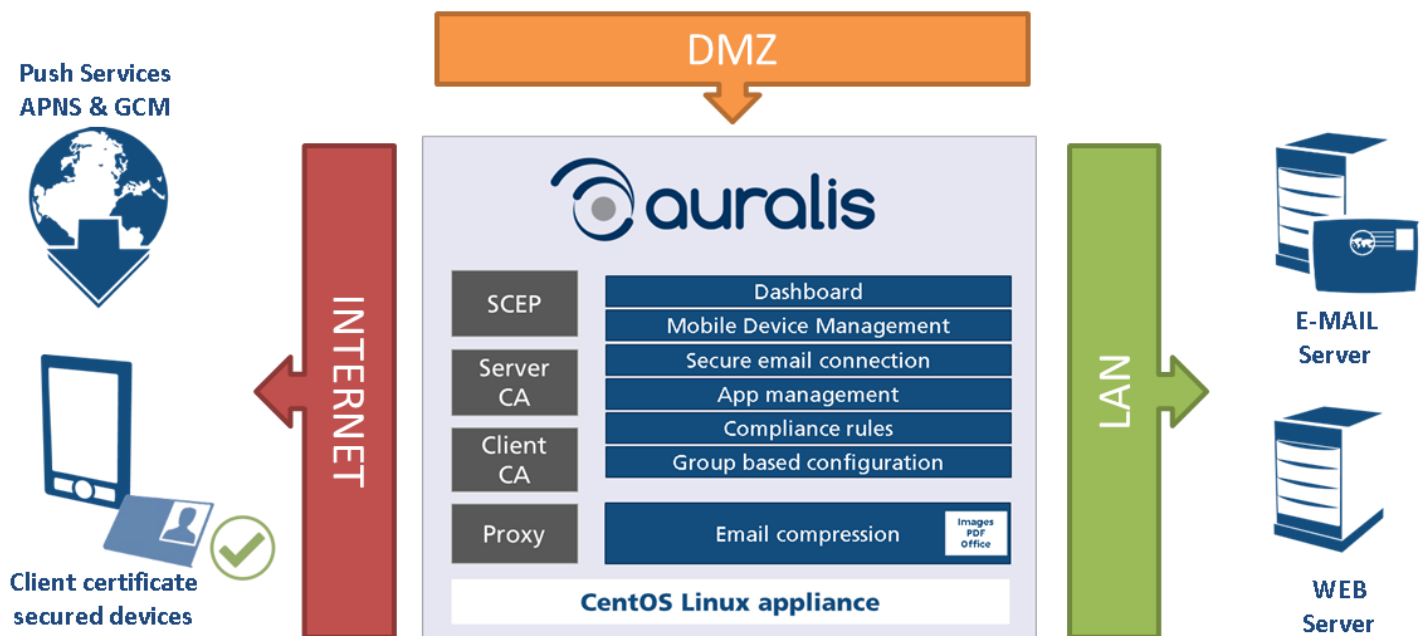 DMZ
Push Services
APNS & GCM
INTERNET
Client certificate
secured devices
auralis
SCEP
Server
CA
Client
CA
Proxy
Dashboard
Mobile Device Management
Secure email connection
App management
Compliance rules
Group based configuration
Email compression
Images
PDF
Office
CentOS Linux appliance
LAN
E-MAIL
Server
WEB
Server